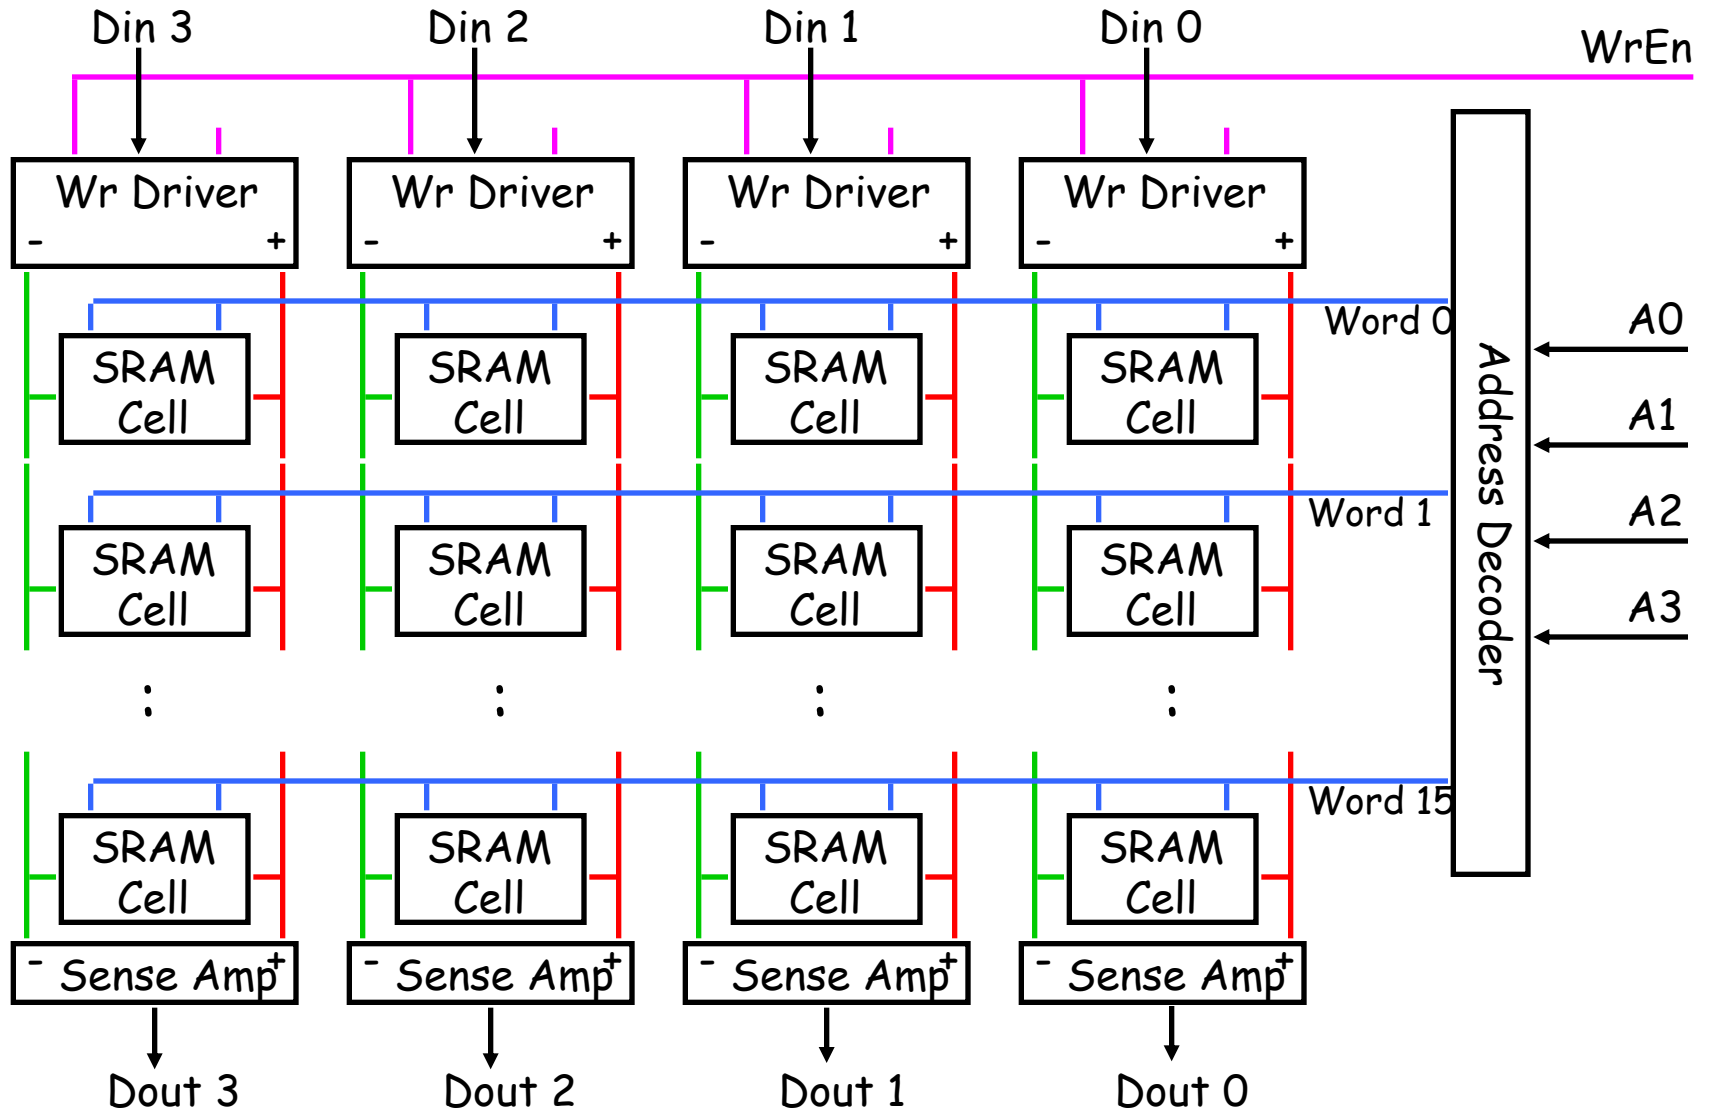 Din 3 Din 2 Din 1 Din 0
WrEn
Wr Driver Wr Driver Wr Driver Wr Driver
- + - + - + - +
Word 0
A0
SRAM SRAM SRAM SRAM
Cell Cell Cell Cell
A1
Address Decoder
Word 1
A2
SRAM SRAM SRAM SRAM
Cell Cell Cell Cell
A3
: : : :
Word 15
SRAM SRAM SRAM SRAM
Cell Cell Cell Cell
- Sense Amp + - Sense Amp + - Sense Amp + - Sense Amp +
Dout 3 Dout 2 Dout 1 Dout 0